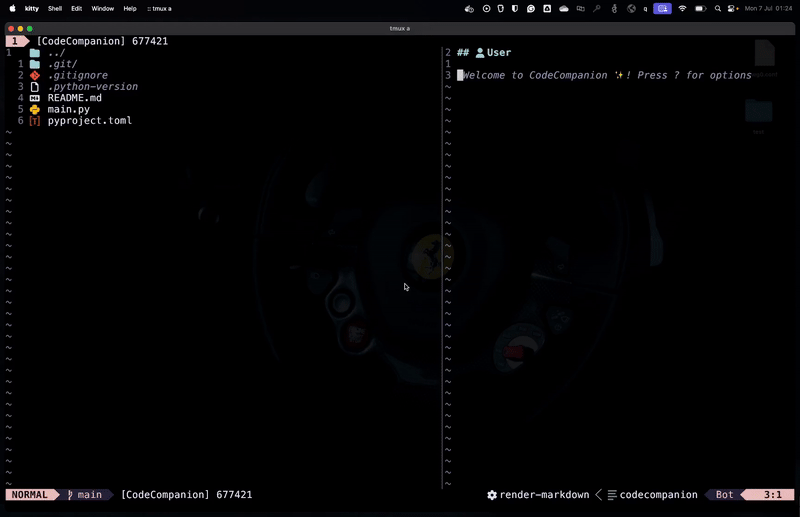 kitty Shell Edit Window Help :: tmux a
Mon 7 Jul 01:24
tmux a
1 [CodeCompanion] 677421
1 ../
1 .git/
2 .gitignore
3 .python-version
4 README.md
5 main.py
6 pyproject.toml
2 ## User
1
3 Welcome to CodeCompanion ✨! Press ? for options
NORMAL main [CodeCompanion] 677421
render-markdown codecompanion Bot 3:1